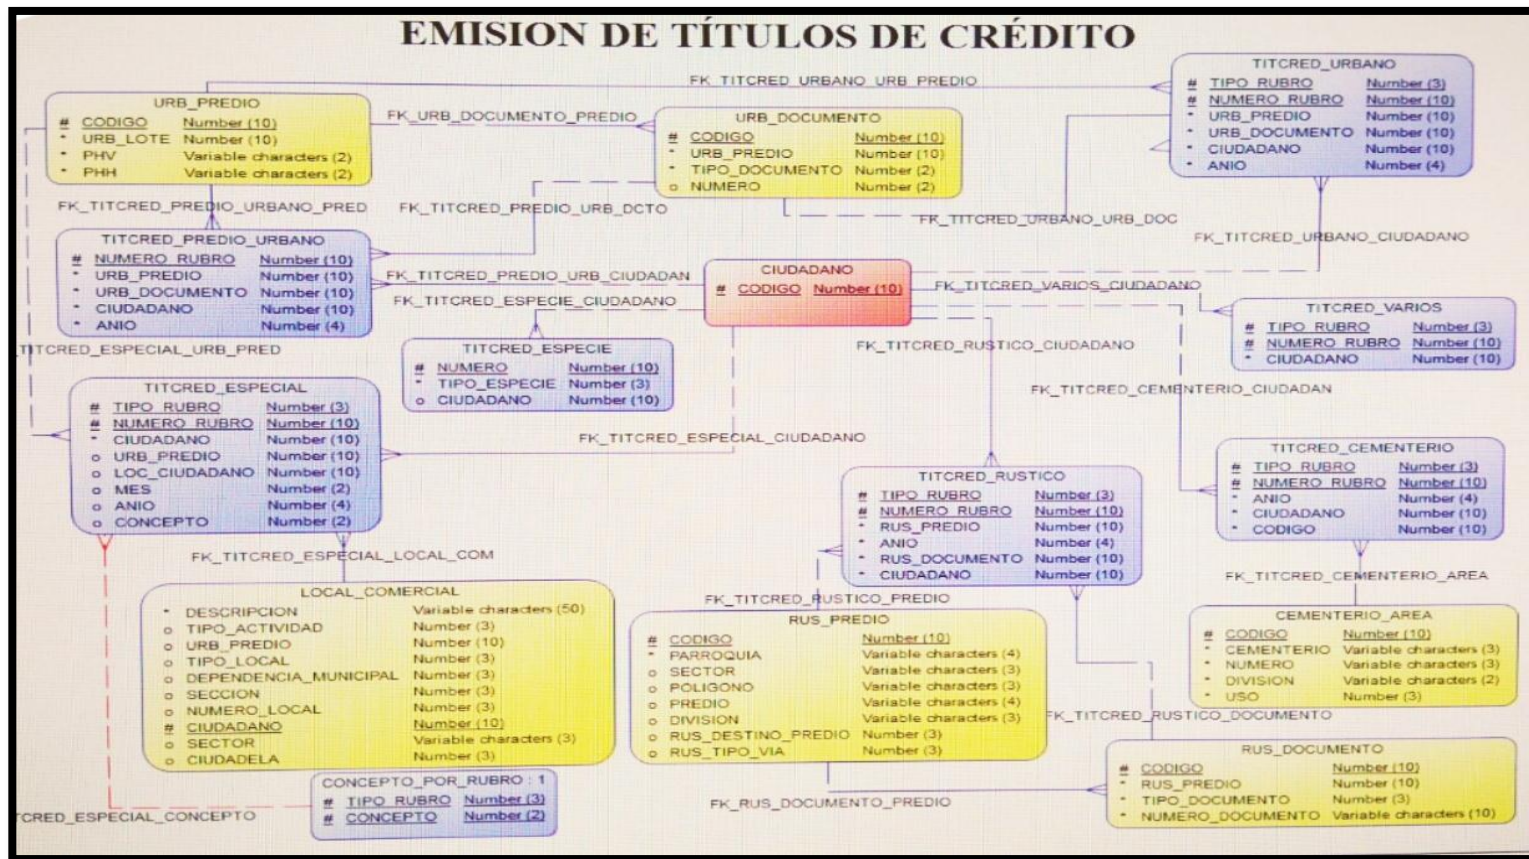 EMISION DE TÍTULOS DE CRÉDITO
FK_TITCRED_URBANO_URB_PREDIO
URB_PREDIO
# CODIGO Number (10)
* URB_LOTE Number (10)
* PHV Variable characters (2)
* PHH Variable characters (2)
FK_URB_DOCUMENTO_PREDIO
URB_DOCUMENTO
# CODIGO Number (10)
* URB_PREDIO Number (10)
* TIPO_DOCUMENTO Number (2)
o NUMERO Number (2)
TITCRED_URBANO
# TIPO_RUBRO Number (3)
# NUMERO_RUBRO Number (10)
* URB_PREDIO Number (10)
* URB_DOCUMENTO Number (10)
* CIUDADANO Number (10)
* ANIO Number (4)
FK_TITCRED_PREDIO_URBANO_PRED
FK_TITCRED_PREDIO_URB_DCTO
FK_TITCRED_URBANO_URB_DOC
FK_TITCRED_URBANO_CIUDADANO
TITCRED_PREDIO_URBANO
# NUMERO_RUBRO Number (10)
* URB_PREDIO Number (10)
* URB_DOCUMENTO Number (10)
* CIUDADANO Number (10)
* ANIO Number (4)
FK_TITCRED_PREDIO_URB_CIUDADAN
FK_TITCRED_ESPECIE_CIUDADANO
CIUDADANO
# CODIGO Number (10)
FK_TITCRED_VARIOS_CIUDADANO
TITCRED_VARIOS
# TIPO_RUBRO Number (3)
# NUMERO_RUBRO Number (10)
* CIUDADANO Number (10)
TITCRED_ESPECIAL_URB_PRED
TITCRED_ESPECIE
# NUMERO Number (10)
* TIPO_ESPECIE Number (3)
o CIUDADANO Number (10)
FK_TITCRED_RUSTICO_CIUDADANO
FK_TITCRED_CEMENTERIO_CIUDADAN
TITCRED_ESPECIAL
# TIPO_RUBRO Number (3)
# NUMERO_RUBRO Number (10)
* CIUDADANO Number (10)
o URB_PREDIO Number (10)
o LOC_CIUDADANO Number (10)
o MES Number (2)
o ANIO Number (4)
o CONCEPTO Number (2)
FK_TITCRED_ESPECIAL_CIUDADANO
TITCRED_RUSTICO
# TIPO_RUBRO Number (3)
# NUMERO_RUBRO Number (10)
* RUS_PREDIO Number (10)
* ANIO Number (4)
* RUS_DOCUMENTO Number (10)
* CIUDADANO Number (10)
TITCRED_CEMENTERIO
# TIPO_RUBRO Number (3)
# NUMERO_RUBRO Number (10)
* ANIO Number (4)
* CIUDADANO Number (10)
* CODIGO Number (10)
FK_TITCRED_ESPECIAL_LOCAL_COM
FK_TITCRED_RUSTICO_PREDIO
FK_TITCRED_CEMENTERIO_AREA
LOCAL_COMERCIAL
* DESCRIPCION Variable characters (50)
o TIPO_ACTIVIDAD Number (3)
o URB_PREDIO Number (10)
o TIPO_LOCAL Number (3)
o DEPENDENCIA_MUNICIPAL Number (3)
o SECCION Number (3)
o NUMERO_LOCAL Number (3)
# CIUDADANO Number (10)
o SECTOR Variable characters (3)
o CIUDADELA Number (3)
RUS_PREDIO
# CODIGO Number (10)
* PARROQUIA Variable characters (4)
o SECTOR Variable characters (3)
o POLIGONO Variable characters (3)
o PREDIO Variable characters (4)
o DIVISION Variable characters (3)
o RUS_DESTINO_PREDIO Number (3)
o RUS_TIPO_VIA Number (3)
CEMENTERIO_AREA
# CODIGO Number (10)
* CEMENTERIO Variable characters (3)
* NUMERO Variable characters (3)
* DIVISION Variable characters (2)
* USO Number (3)
FK_TITCRED_RUSTICO_DOCUMENTO
CONCEPTO_POR_RUBRO : 1
# TIPO_RUBRO Number (3)
# CONCEPTO Number (2)
TCRED_ESPECIAL_CONCEPTO
FK_RUS_DOCUMENTO_PREDIO
RUS_DOCUMENTO
# CODIGO Number (10)
* RUS_PREDIO Number (10)
* TIPO_DOCUMENTO Number (3)
* NUMERO_DOCUMENTO Variable characters (10)